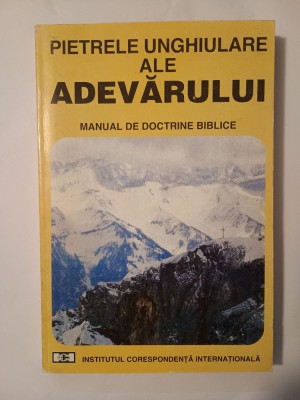 PIETRELE UNGHIULARE
ALE
ADEVĂRULUI
MANUAL DE DOCTRINE BIBLICE
INSTITUTUL CORESPONDENȚĂ INTERNAȚIONALĂ